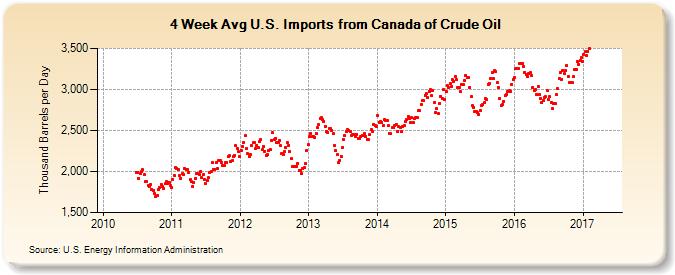 4 Week Avg U.S. Imports from Canada of Crude Oil
Thousand Barrels per Day
3,500
3,000
2,500
2,000
1,500
2010 2011 2012 2013 2014 2015 2016 2017
Source: U.S. Energy Information Administration